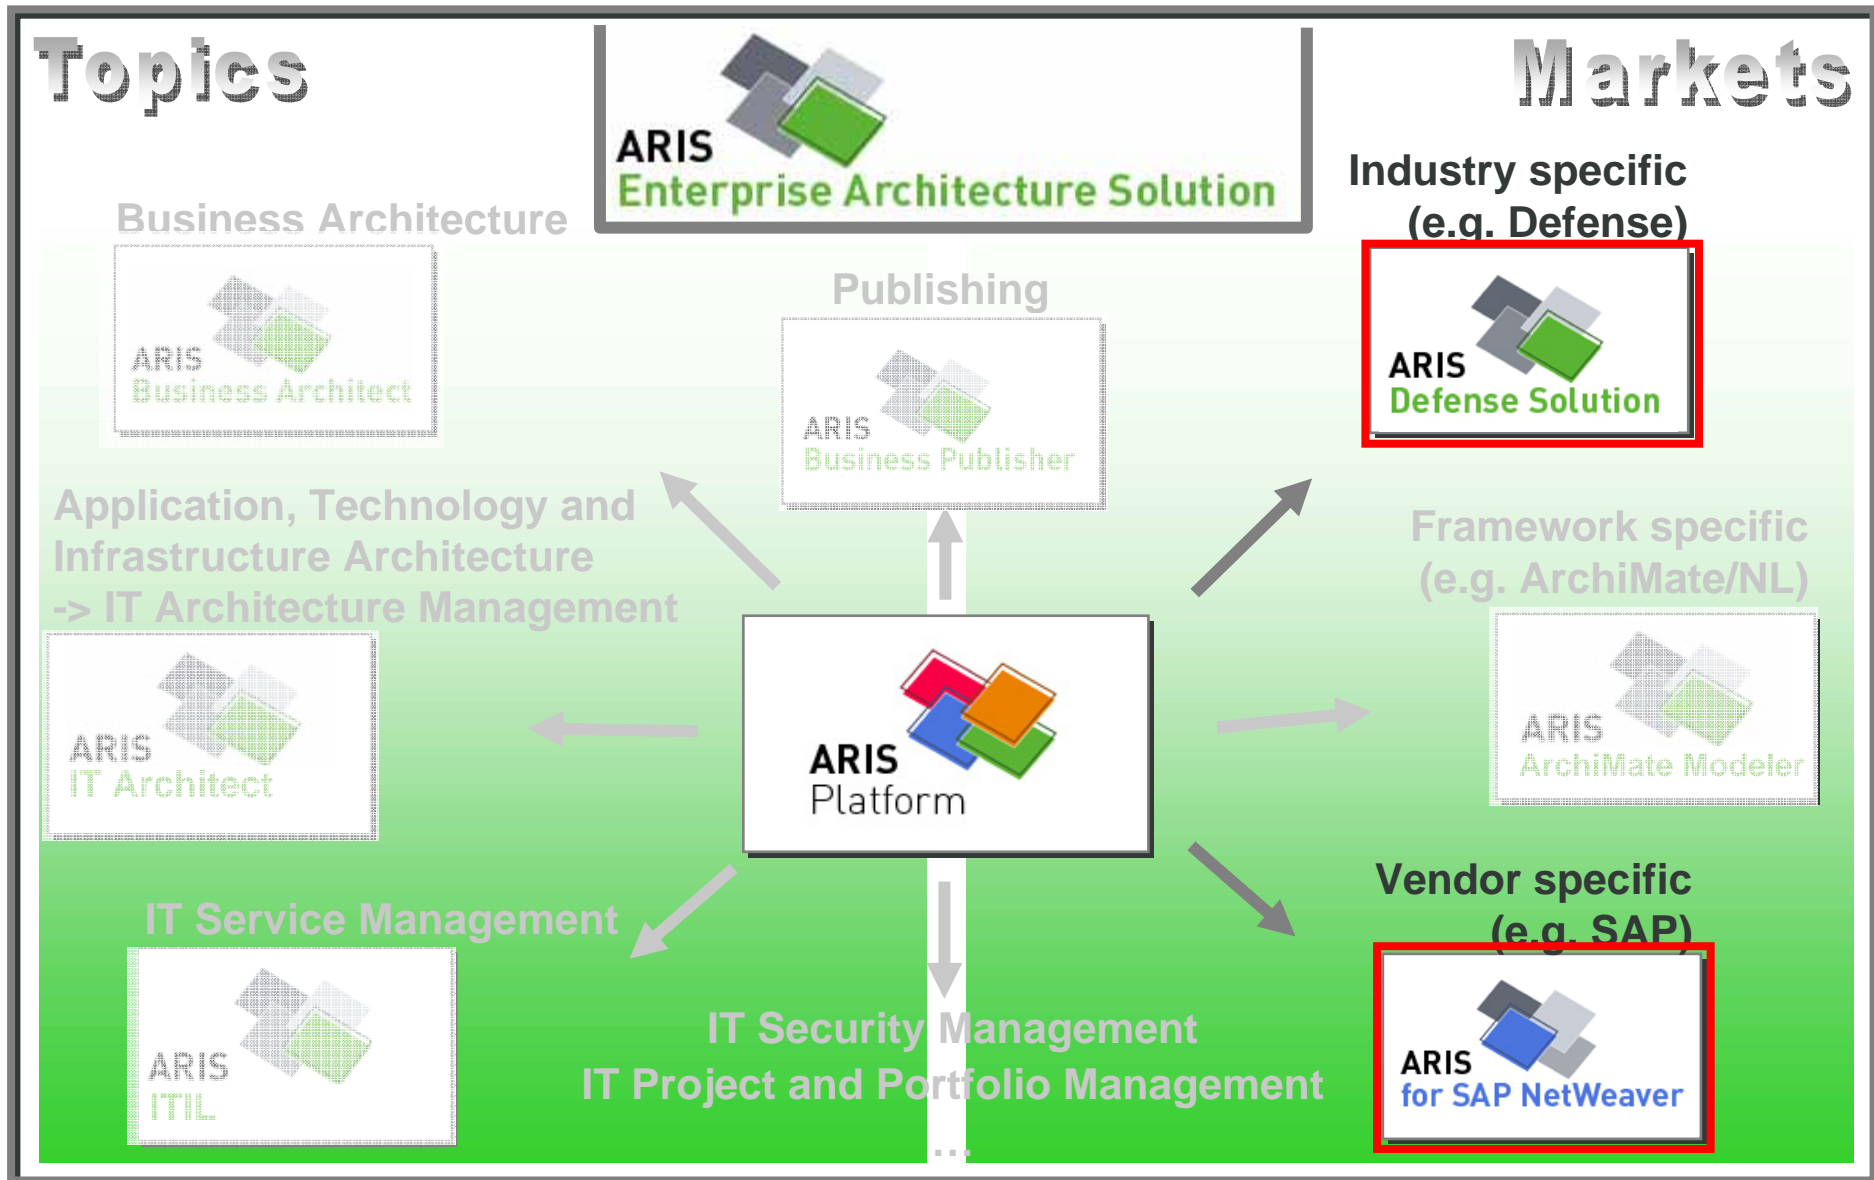 Topics
Markets
ARIS
Enterprise Architecture Solution
Business Architecture
ARIS
Business Architect
Publishing
ARIS
Business Publisher
Industry specific
(e.g. Defense)
ARIS
Defense Solution
Application, Technology and
Infrastructure Architecture
-> IT Architecture Management
ARIS
IT Architect
ARIS
Platform
Framework specific
(e.g. ArchiMate/NL)
ARIS
ArchiMate Modeler
IT Service Management
ARIS
ITIL
IT Security Management
IT Project and Portfolio Management
...
Vendor specific
(e.g. SAP)
ARIS
for SAP NetWeaver